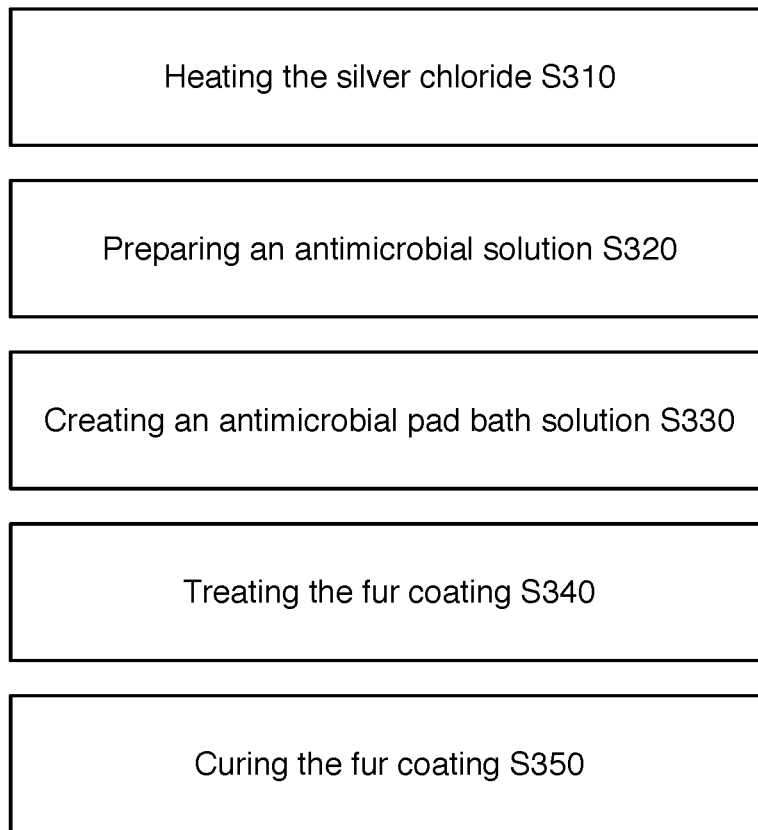 Heating the silver chloride S310
Preparing an antimicrobial solution S320
Creating an antimicrobial pad bath solution S330
Treating the fur coating S340
Curing the fur coating S350